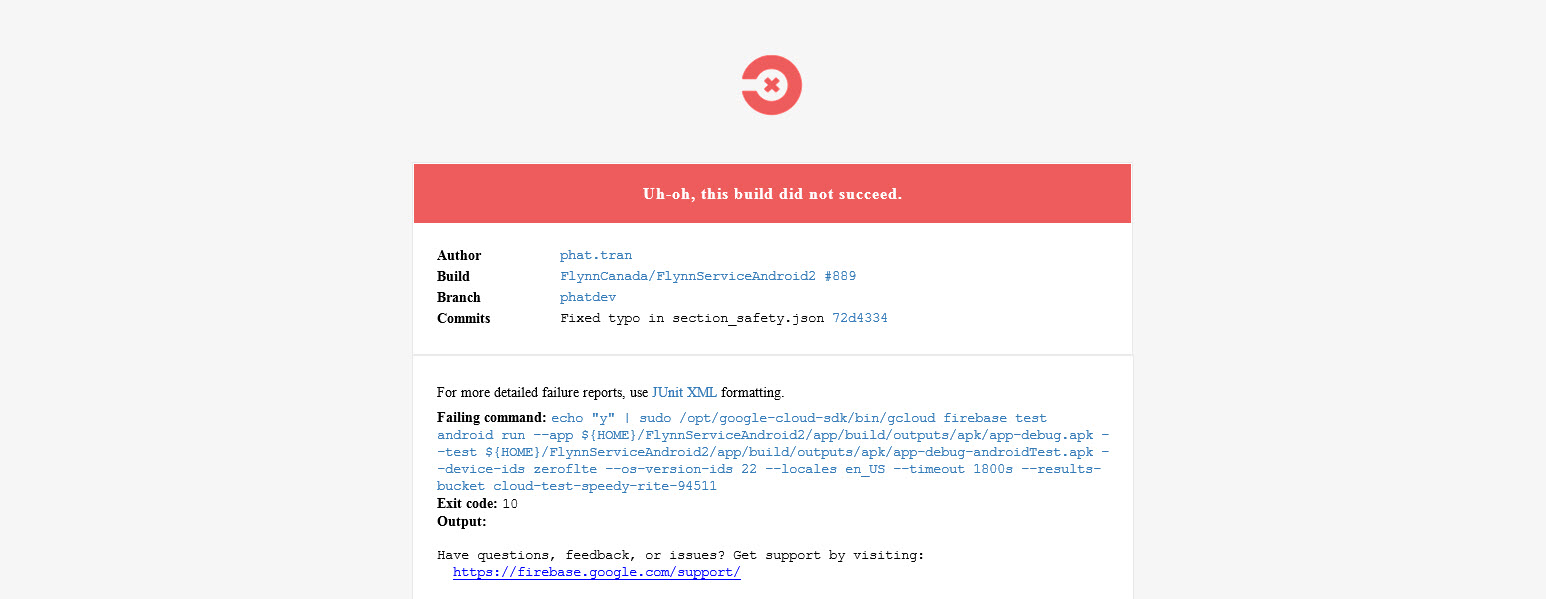 Uh-oh, this build did not succeed.
Author phat.tran
Build FlynnCanada/FlynnServiceAndroid2 #889
Branch phatdev
Commits Fixed typo in section_safety.json 72d4334
For more detailed failure reports, use JUnit XML formatting.
Failing command: echo "y" | sudo /opt/google-cloud-sdk/bin/gcloud firebase test
android run --app ${HOME}/FlynnServiceAndroid2/app/build/outputs/apk/app-debug.apk -
-test ${HOME}/FlynnServiceAndroid2/app/build/outputs/apk/app-debug-androidTest.apk -
-device-ids zeroflte --os-version-ids 22 --locales en_US --timeout 1800s --results-
bucket cloud-test-speedy-rite-94511
Exit code: 10
Output:
Have questions, feedback, or issues? Get support by visiting:
https://firebase.google.com/support/